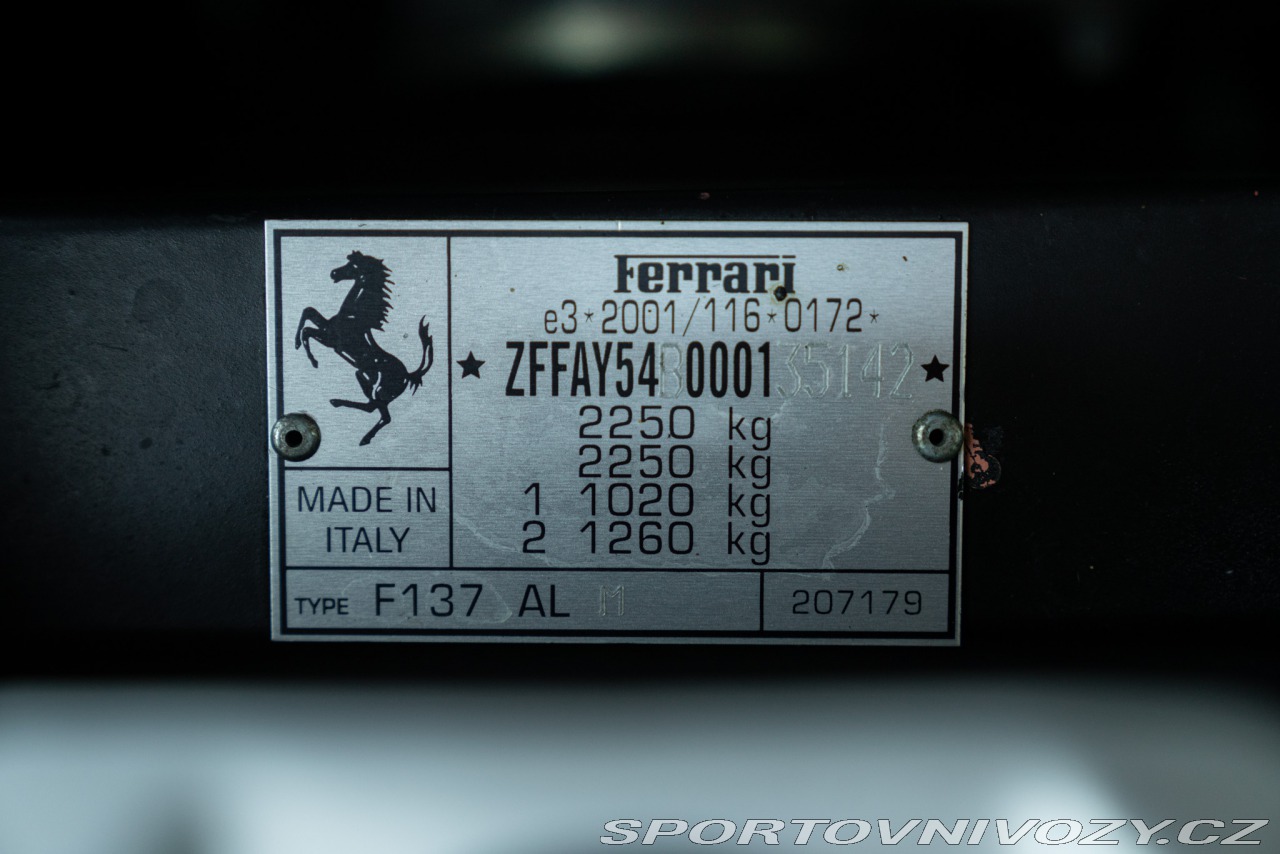 Ferrari
e3*2001/116*0172*
★ ZFFAY54B000135142 ★
2250 kg
2250 kg
1 1020 kg
2 1260 kg
MADE IN
ITALY
TYPE F137 AL M
207179
SPORTOVNIVOZY.CZ